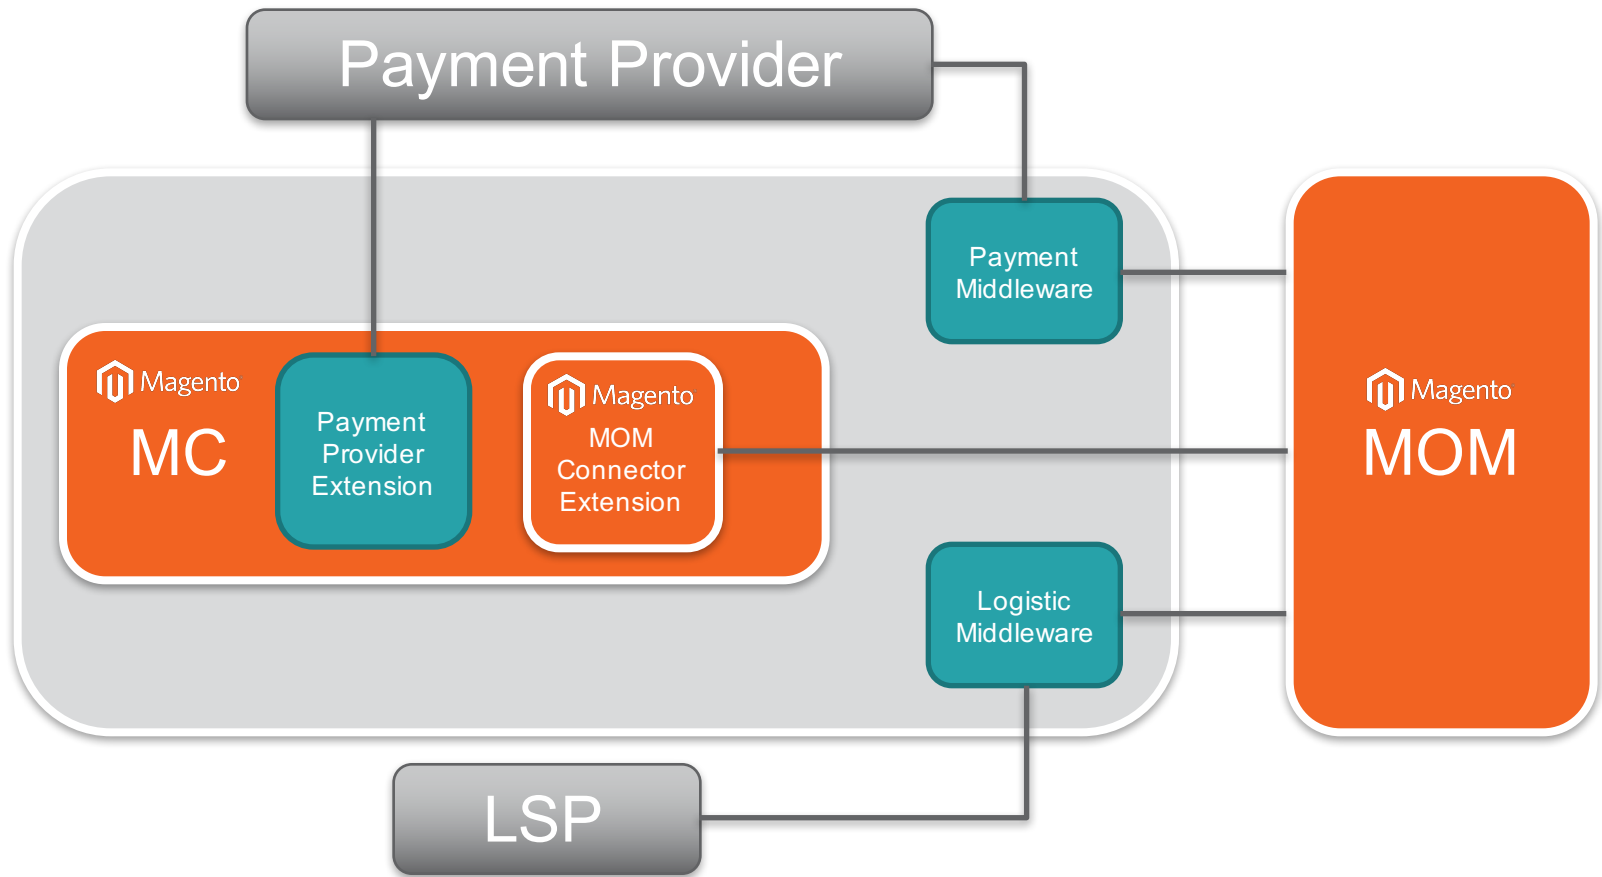 Payment Provider
Payment
Middleware
Magento
MC
Payment
Provider
Extension
Magento
MOM
Connector
Extension
Magento
MOM
Logistic
Middleware
LSP